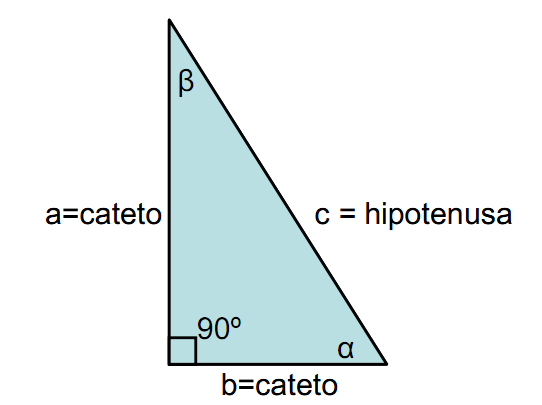 β
a=cateto
c = hipotenusa
90º
α
b=cateto